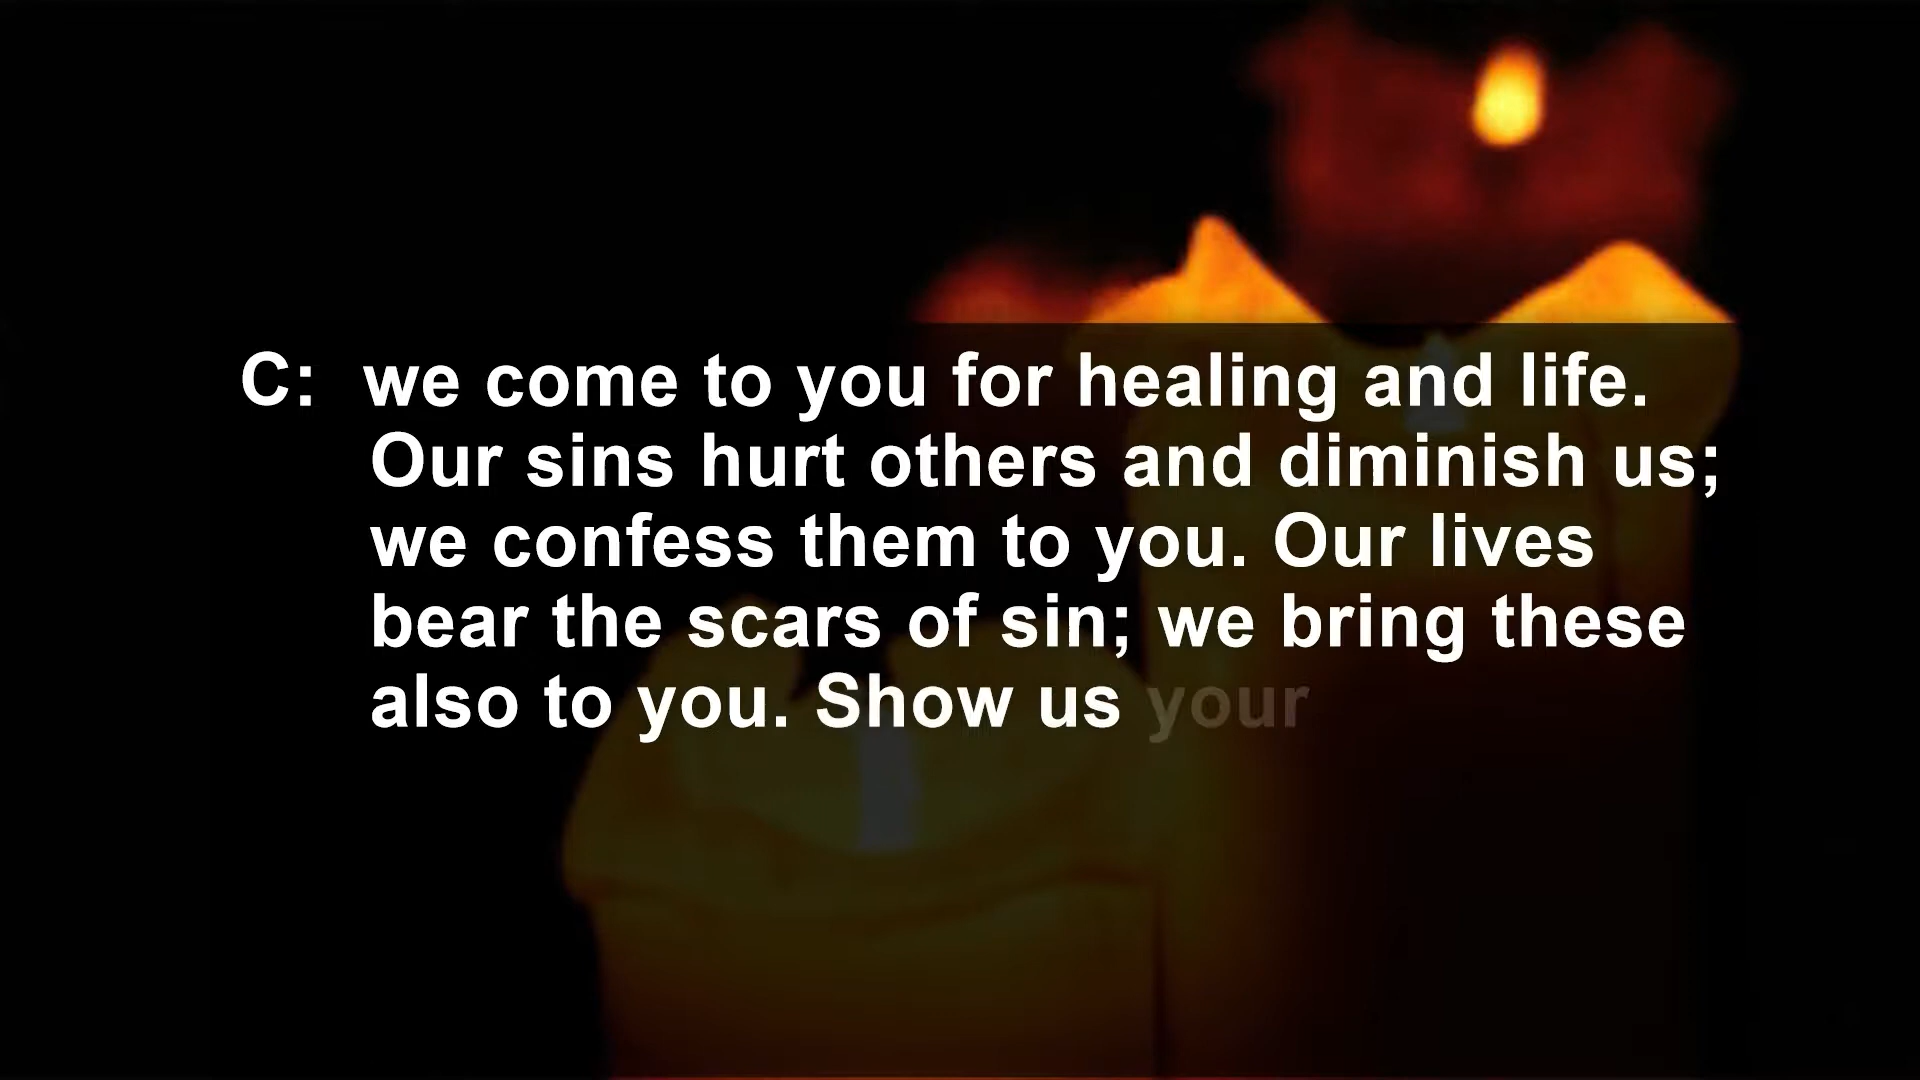 C: we come to you for healing and life.
Our sins hurt others and diminish us;
we confess them to you. Our lives
bear the scars of sin; we bring these
also to you. Show us your